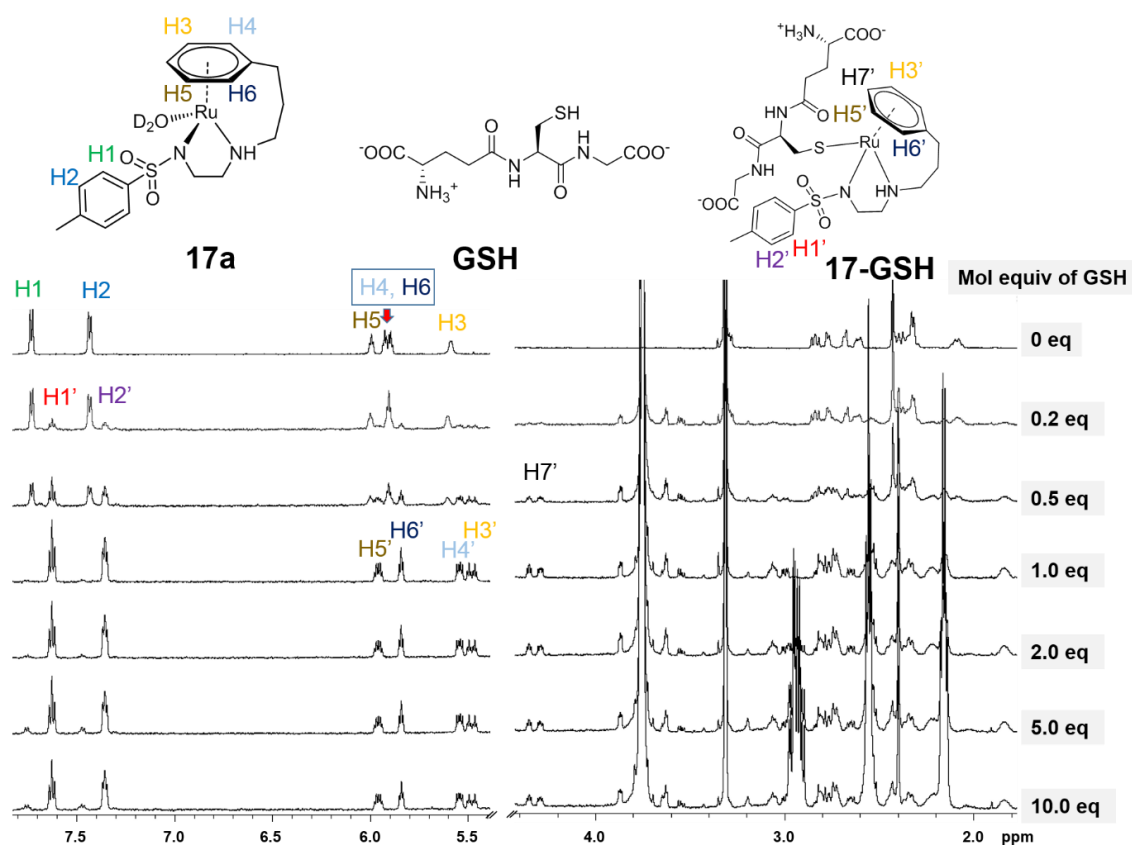 H3 H4
H5 H6
Ru
D2O
N NH
H1
H2
O
S
O
17a
SH
O O
-OOC N H N H COO-
NH3+ O
GSH
+H3N COO-
H7' H3'
O
NH H5'
O H6'
S Ru
NH
O N HN
-OOC S
O
H2' H1'
17-GSH
Mol equiv of GSH
H1 H2 H5 H4, H6 H3
0 eq
H1' H2'
0.2 eq
H7'
0.5 eq
H5' H6' H4' H3'
1.0 eq
2.0 eq
5.0 eq
10.0 eq
7.5 7.0 6.5 6.0 5.5 4.0 3.0 2.0 ppm